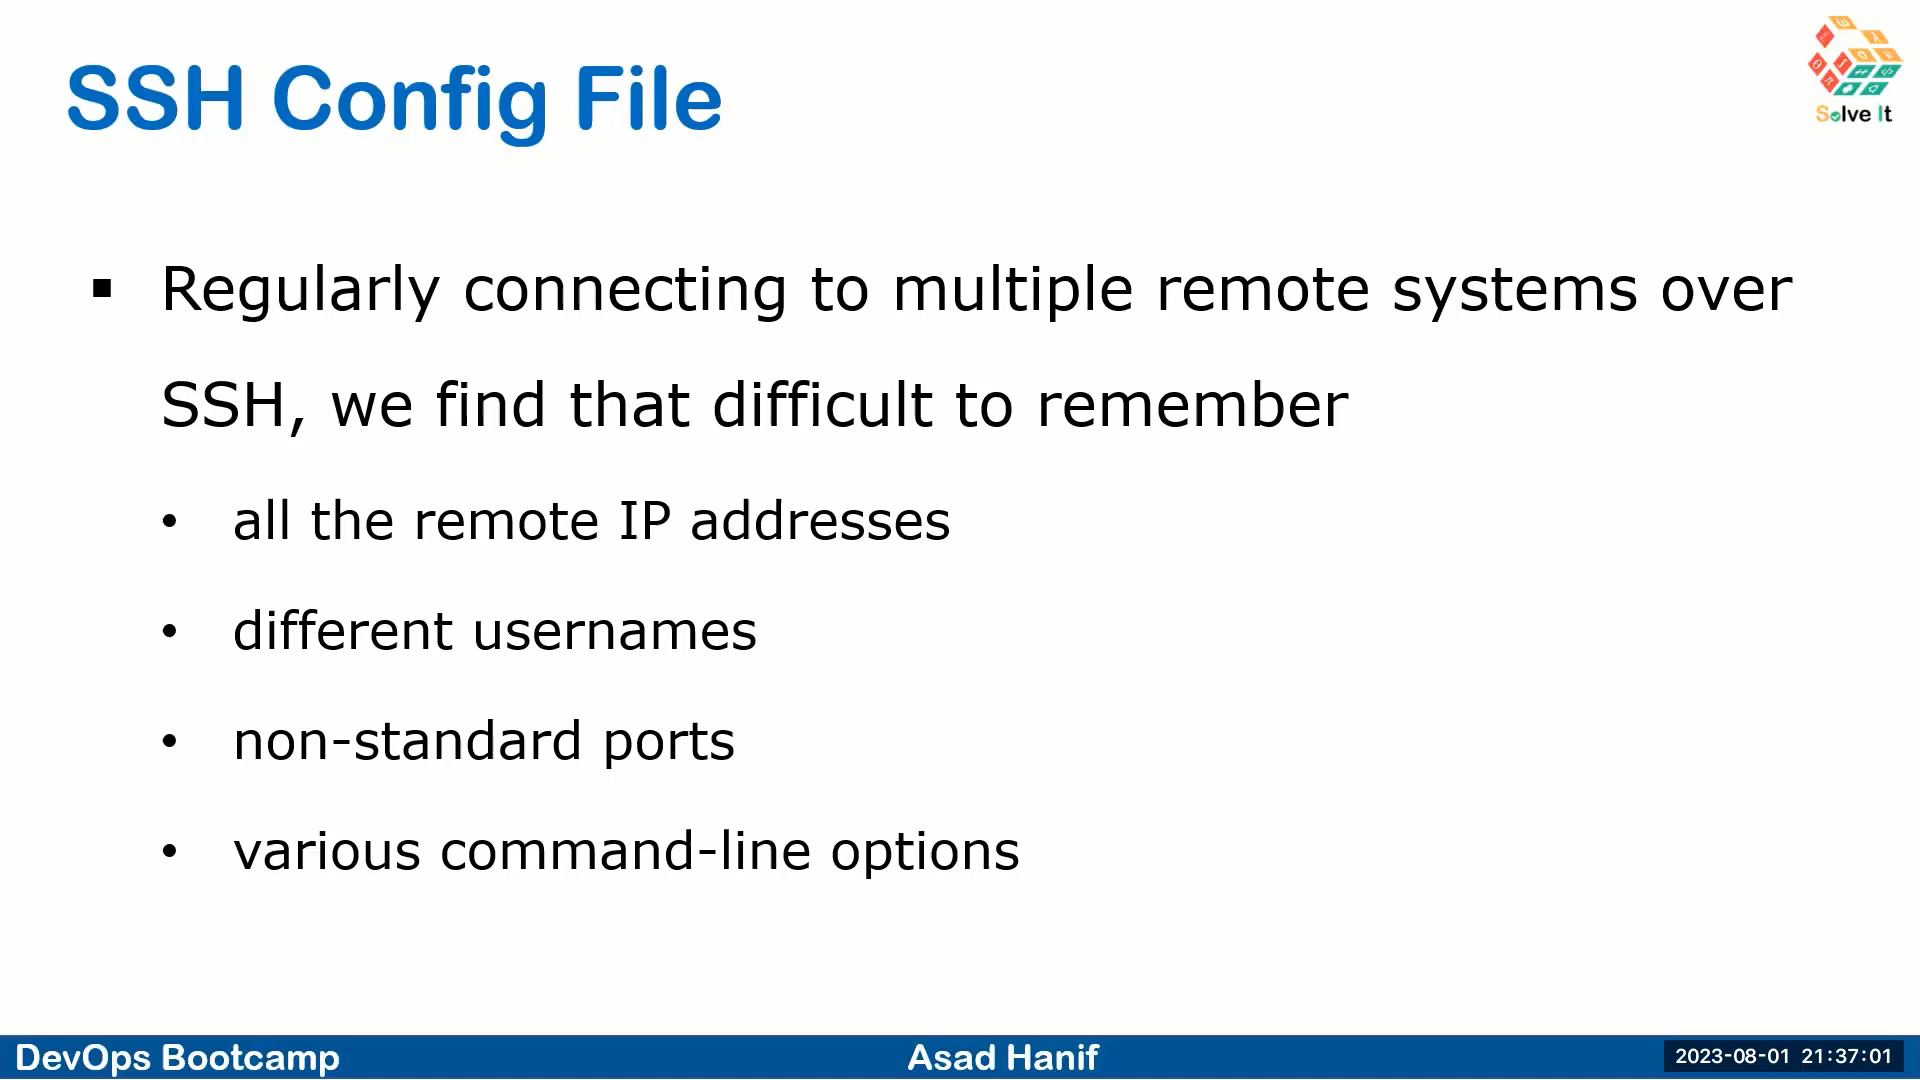 SSH Config File
Solve It
▪ Regularly connecting to multiple remote systems over
SSH, we find that difficult to remember
• all the remote IP addresses
• different usernames
• non-standard ports
• various command-line options
DevOps Bootcamp
Asad Hanif
2023-08-01 21:37:01